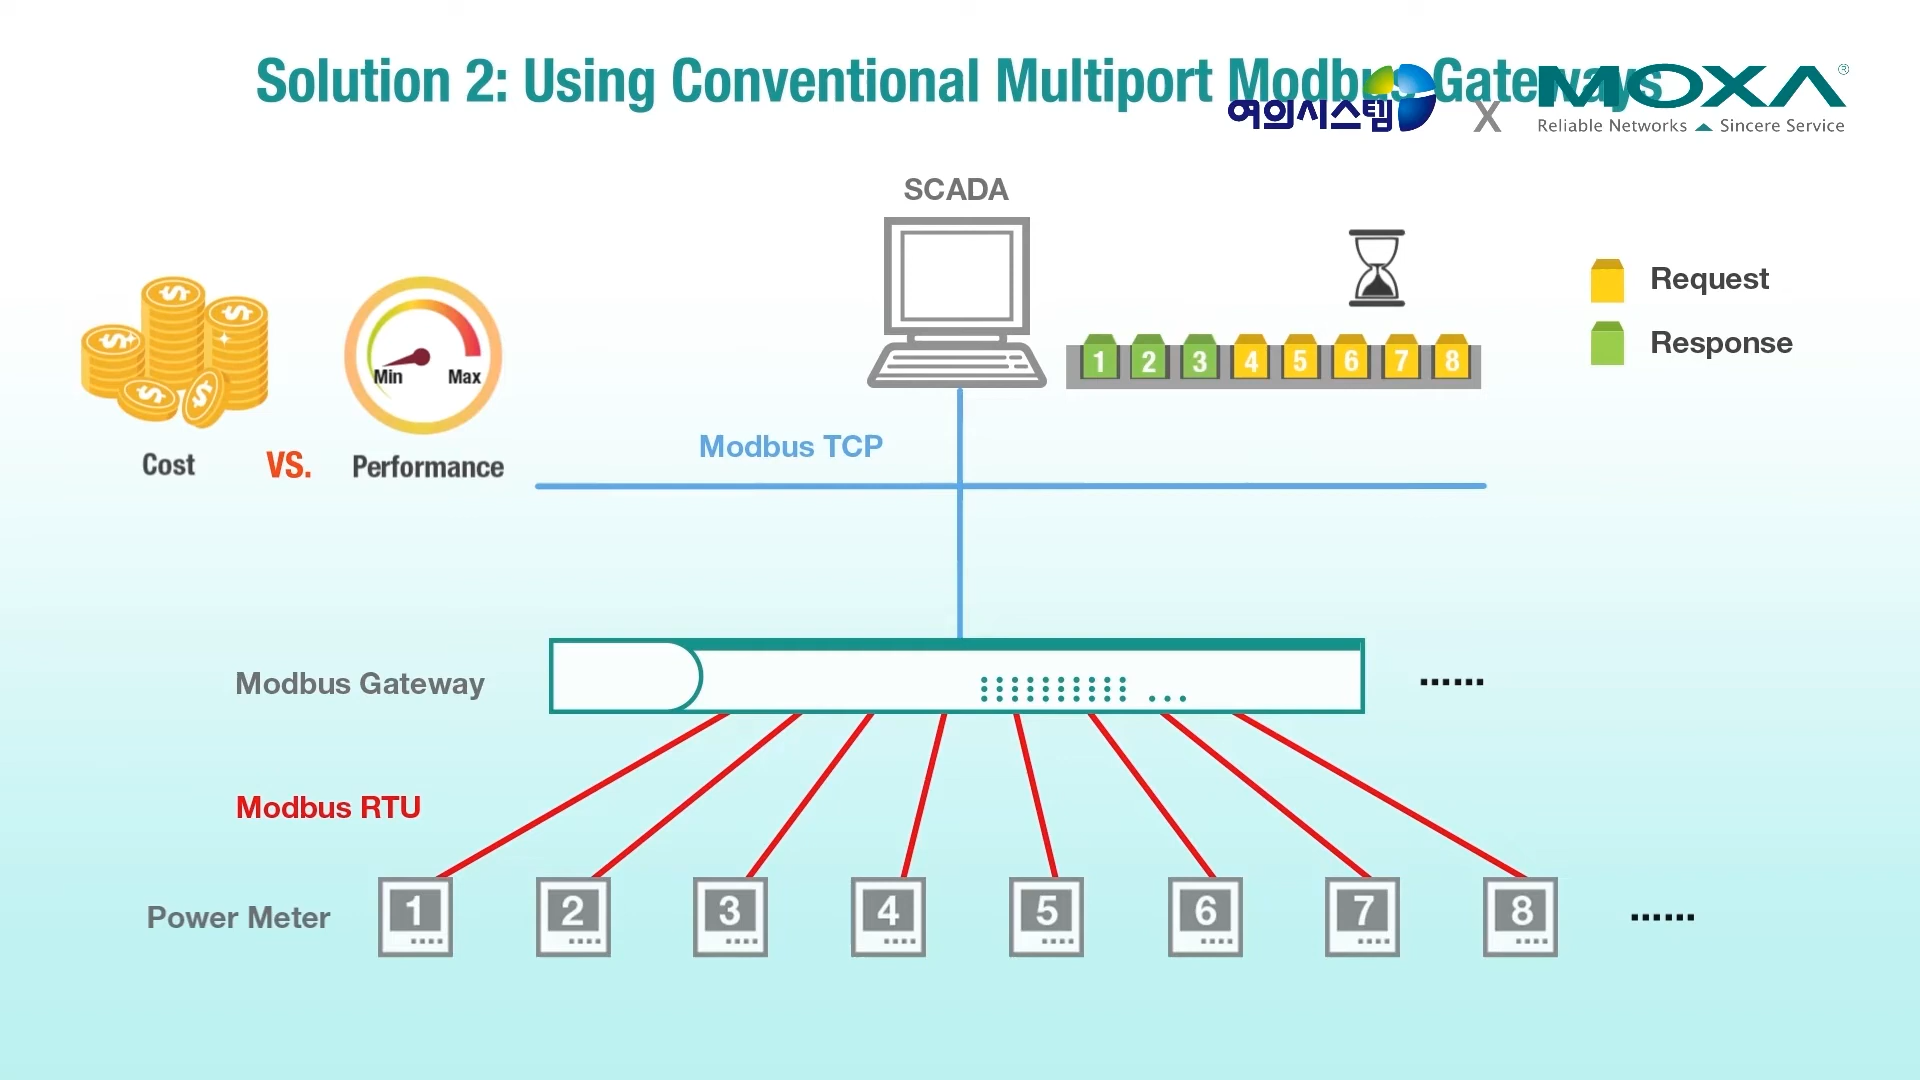 Solution 2: Using Conventional Multiport Modbus Gateways
여의시스템 X MOXA®
Reliable Networks ▲ Sincere Service
SCADA
Request
Response
1 2 3 4 5 6 7 8
Min Max
Modbus TCP
Cost VS. Performance
Modbus Gateway
......
Modbus RTU
Power Meter 1 2 3 4 5 6 7 8 ......